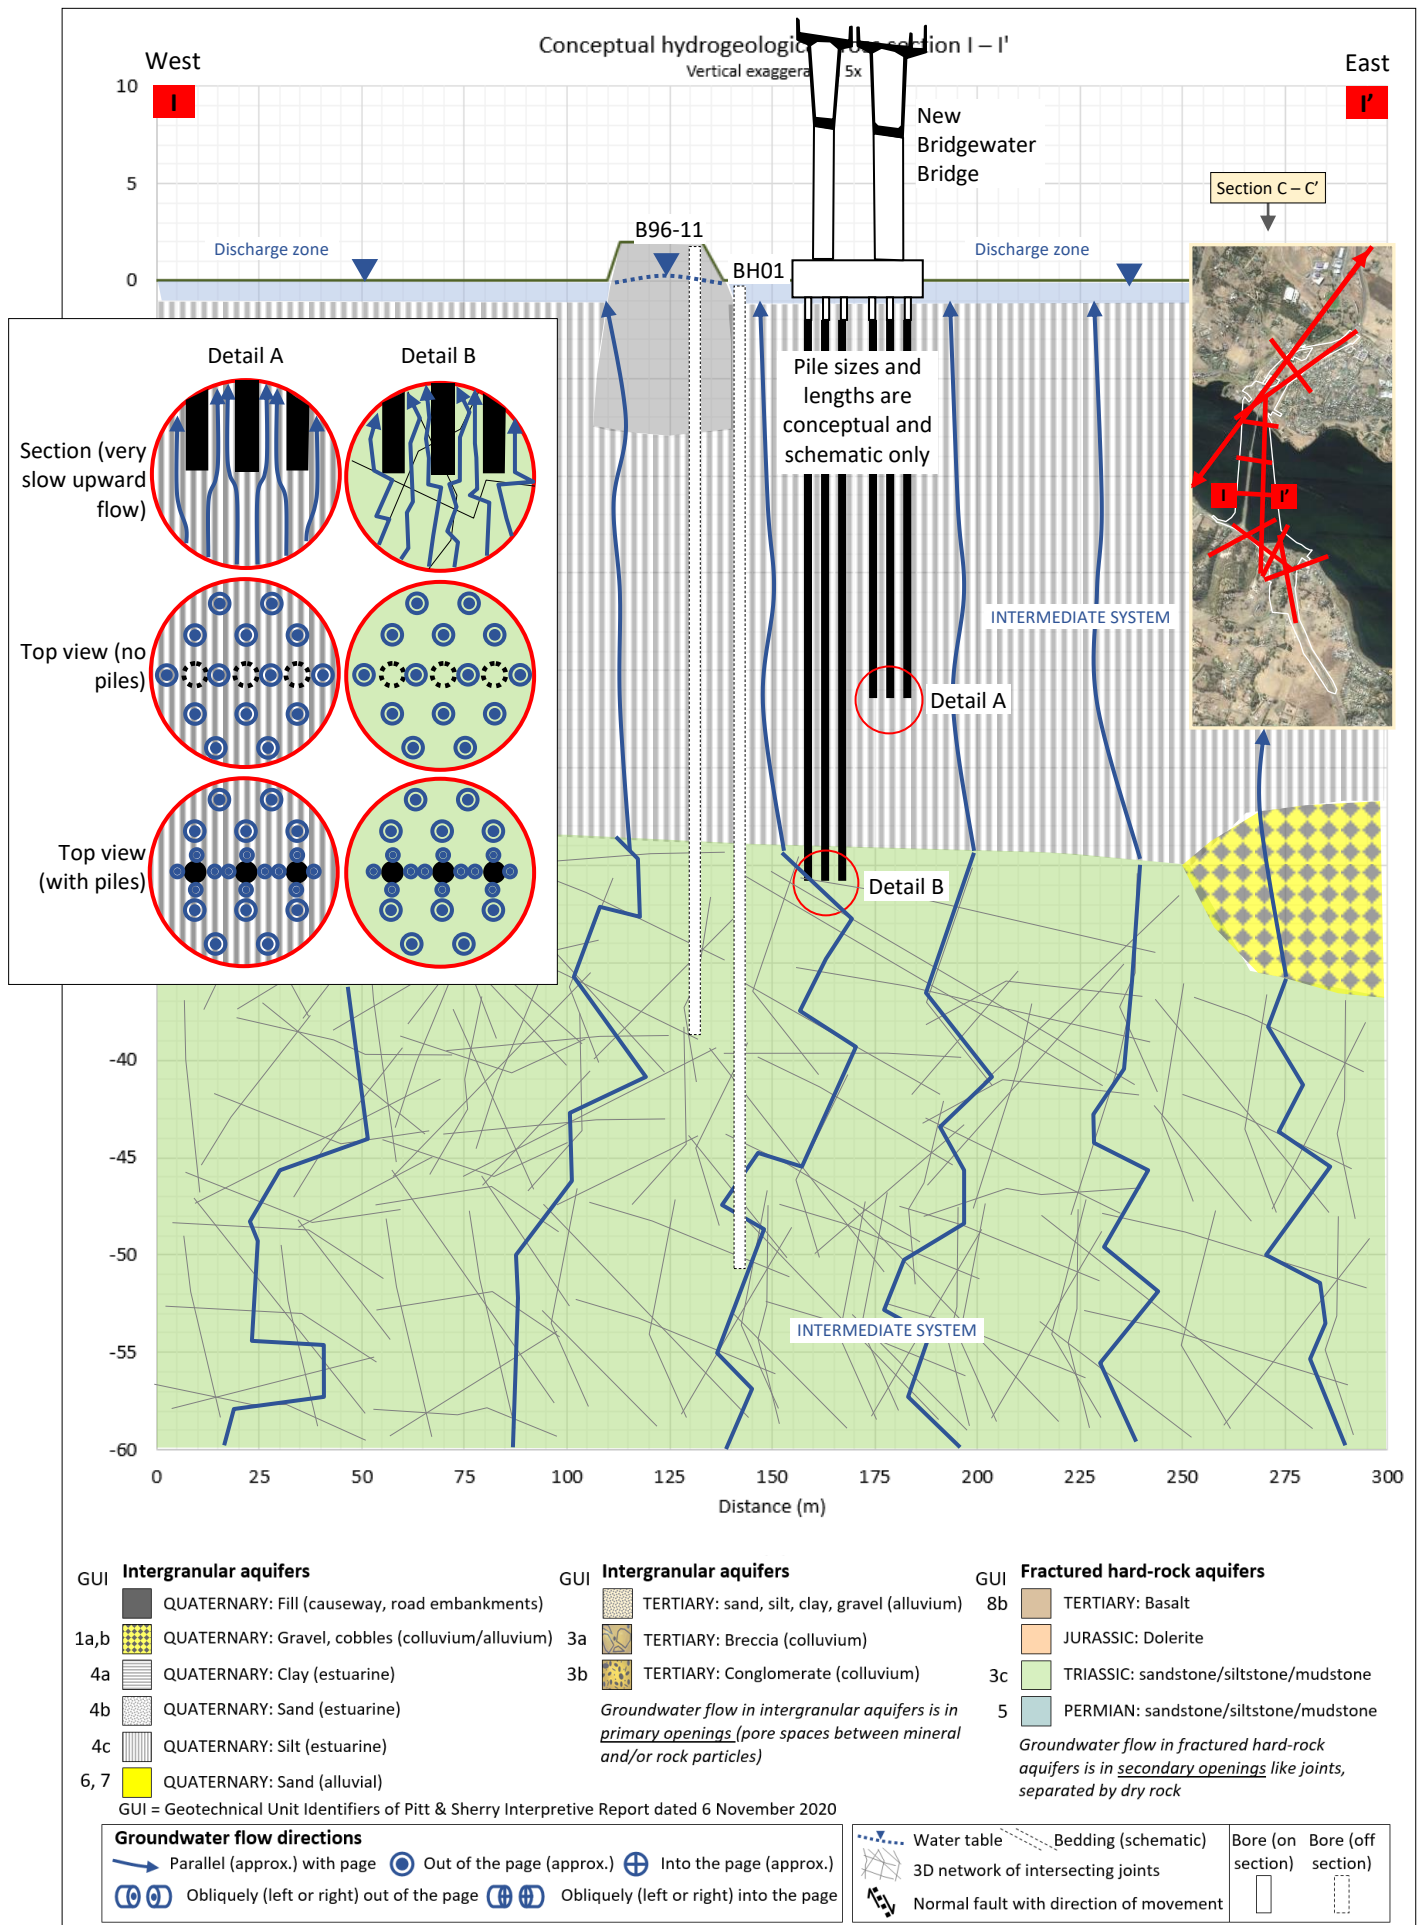 Conceptual hydrogeologic ss section I – I'
Vertical exaggera 5x
West
East
I
I'
10
5
0
-40
-45
-50
-55
-60
New
Bridgewater
Bridge
Section C – C'
Discharge zone
B96-11
BH01
Discharge zone
I
I'
Pile sizes and
lengths are
conceptual and
schematic only
Detail A
Detail B
Section (very
slow upward
flow)
Top view (no
piles)
Top view
(with piles)
INTERMEDIATE SYSTEM
Detail A
Detail B
INTERMEDIATE SYSTEM
0 25 50 75 100 125 150 175 200 225 250 275 300
Distance (m)
GUI Intergranular aquifers
QUATERNARY: Fill (causeway, road embankments)
1a,b QUATERNARY: Gravel, cobbles (colluvium/alluvium)
4a QUATERNARY: Clay (estuarine)
4b QUATERNARY: Sand (estuarine)
4c QUATERNARY: Silt (estuarine)
6, 7 QUATERNARY: Sand (alluvial)
GUI Intergranular aquifers
TERTIARY: sand, silt, clay, gravel (alluvium)
3a TERTIARY: Breccia (colluvium)
3b TERTIARY: Conglomerate (colluvium)
Groundwater flow in intergranular aquifers is in
primary openings (pore spaces between mineral
and/or rock particles)
GUI Fractured hard-rock aquifers
8b TERTIARY: Basalt
JURASSIC: Dolerite
3c TRIASSIC: sandstone/siltstone/mudstone
5 PERMIAN: sandstone/siltstone/mudstone
Groundwater flow in fractured hard-rock
aquifers is in secondary openings like joints,
separated by dry rock
GUI = Geotechnical Unit Identifiers of Pitt & Sherry Interpretive Report dated 6 November 2020
Groundwater flow directions
Parallel (approx.) with page Out of the page (approx.) Into the page (approx.)
Obliquely (left or right) out of the page Obliquely (left or right) into the page
Water table Bedding (schematic)
3D network of intersecting joints
Normal fault with direction of movement
Bore (on
section)
Bore (off
section)